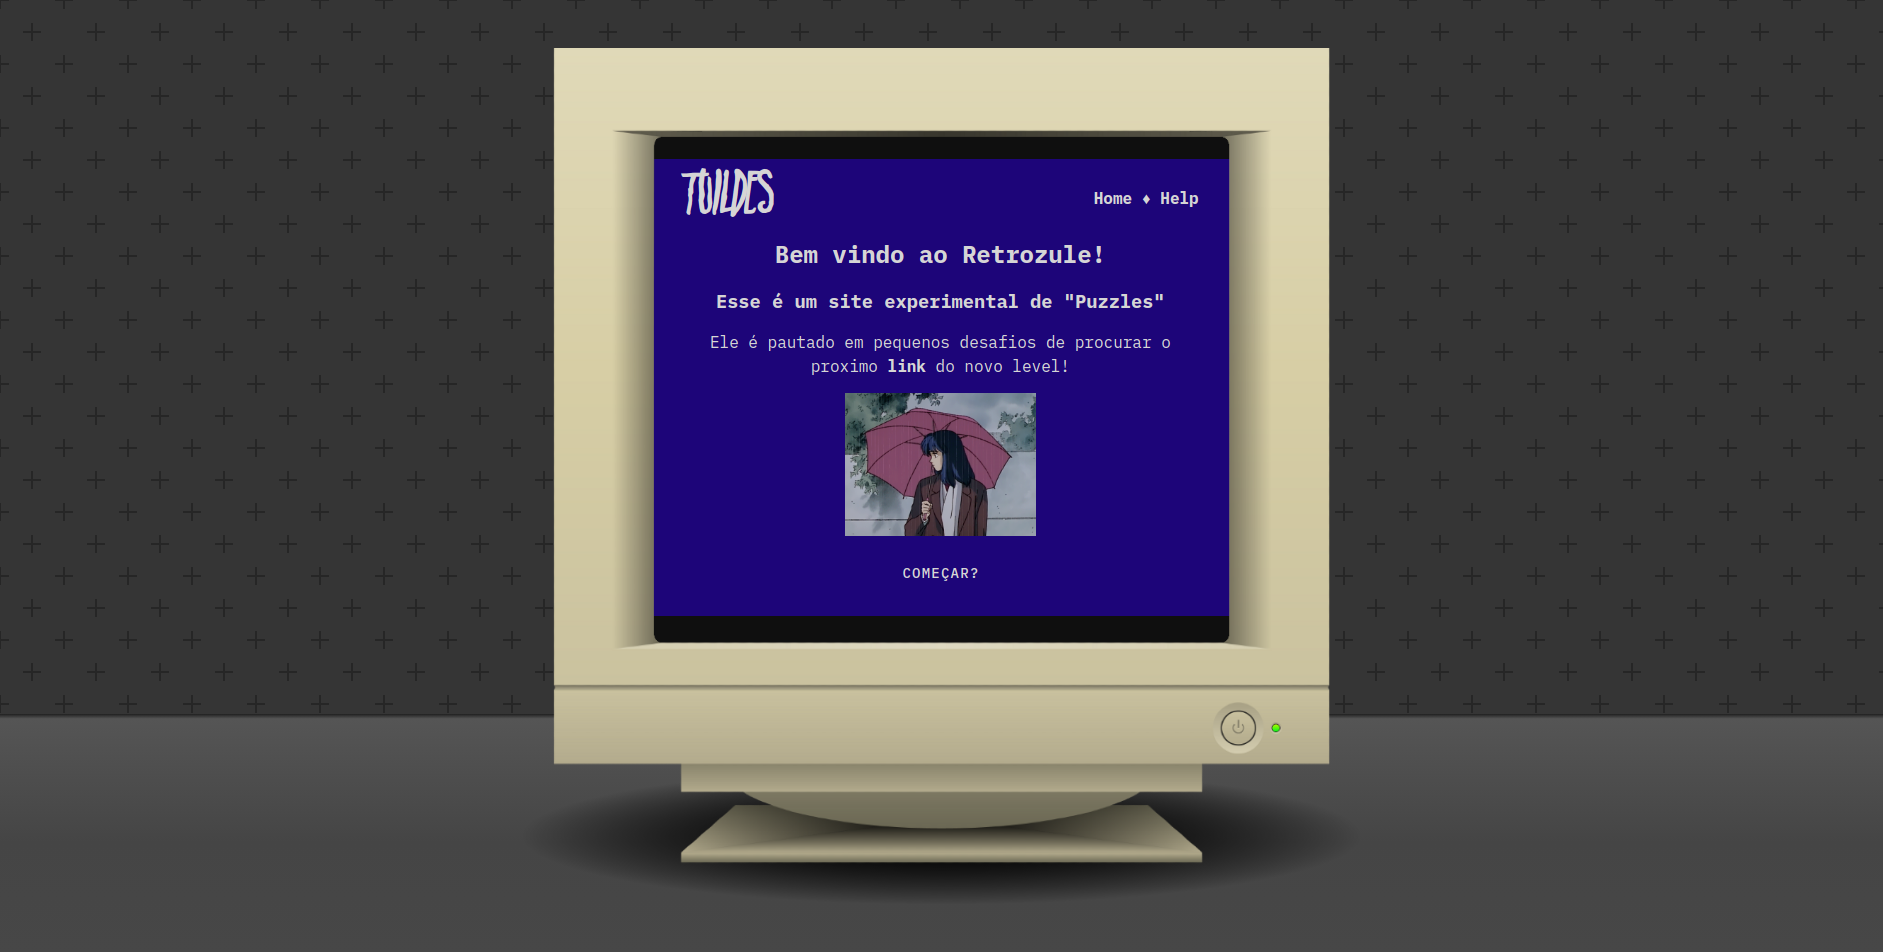 TUILDES
Home ♦ Help
Bem vindo ao Retrozule!
Esse é um site experimental de "Puzzles"
Ele é pautado em pequenos desafios de procurar o
proximo link do novo level!
COMEÇAR?